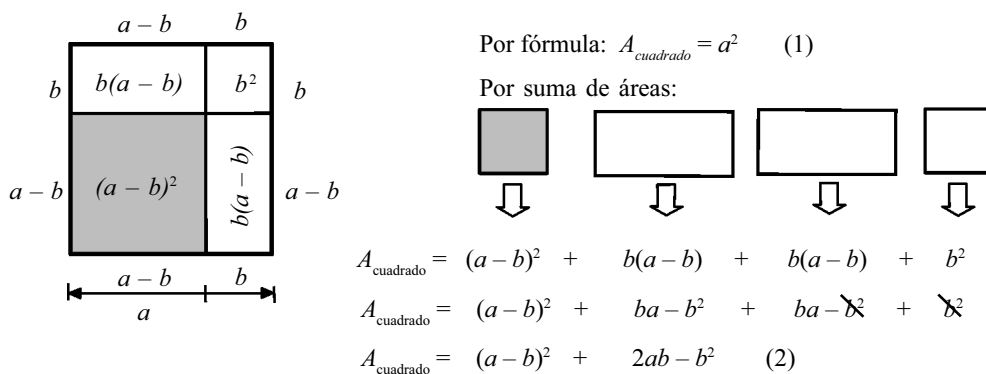 a – b b
b b(a – b) b² b
a – b (a – b)² b(a – b) a – b
a – b b
a
Por fórmula: A_cuadrado = a² (1)
Por suma de áreas:
A_cuadrado = (a – b)² + b(a – b) + b(a – b) + b²
A_cuadrado = (a – b)² + ba – b² + ba – b² + b²
A_cuadrado = (a – b)² + 2ab – b² (2)